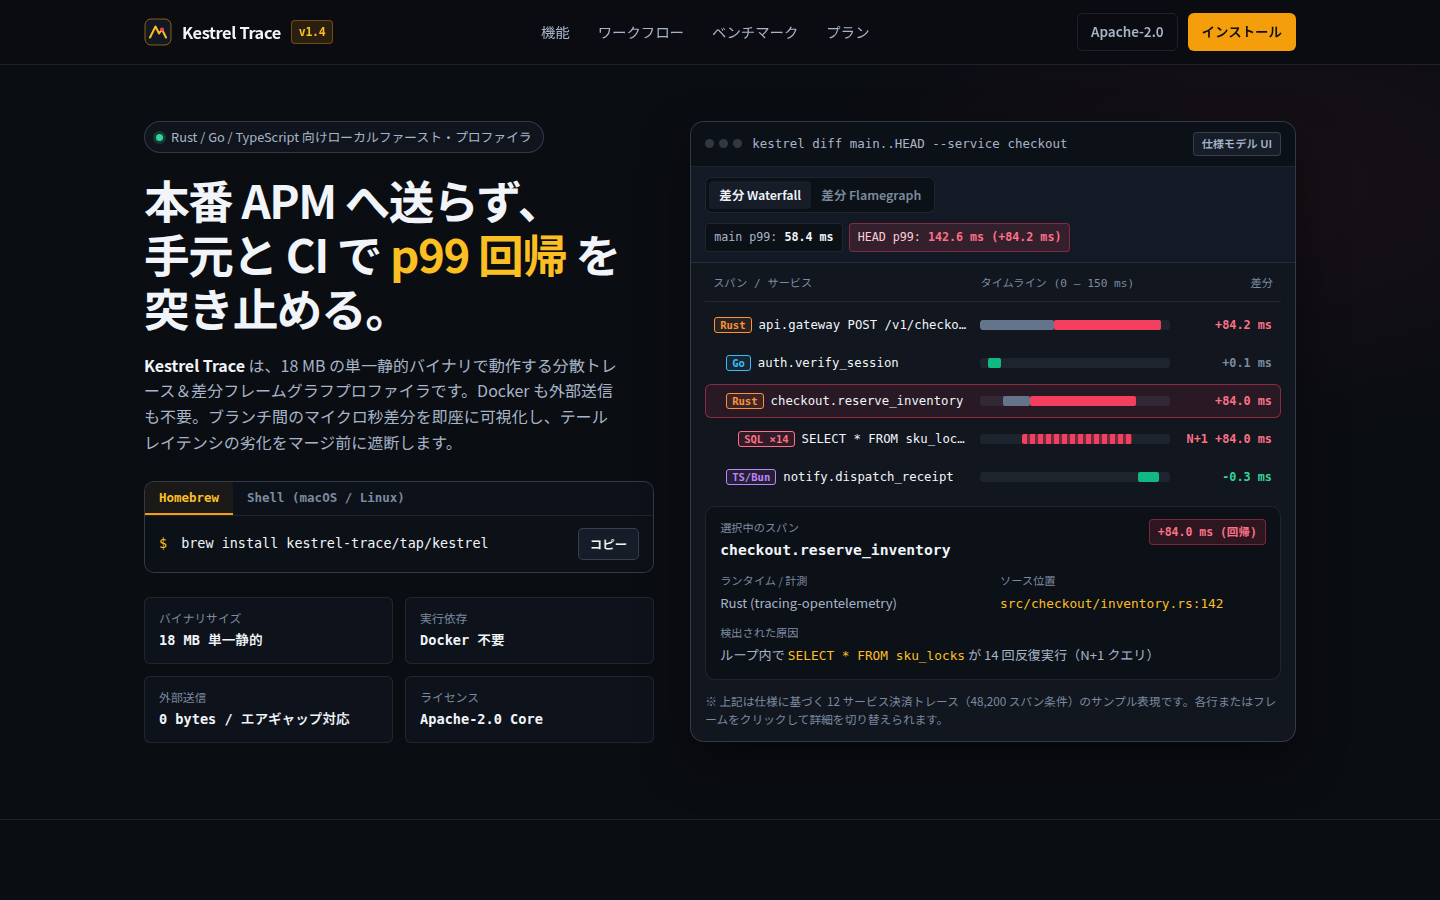 Kestrel Trace v1.4
機能 ワークフロー ベンチマーク プラン
Apache-2.0 インストール
Rust / Go / TypeScript 向けローカルファースト・プロファイラ
本番 APM へ送らず、
手元と CI で p99 回帰 を
突き止める。
Kestrel Trace は、18 MB の単一静的バイナリで動作する分散トレ
ース＆差分フレームグラフプロファイラです。Docker も外部送信
も不要。ブランチ間のマイクロ秒差分を即座に可視化し、テール
レイテンシの劣化をマージ前に遮断します。
Homebrew Shell (macOS / Linux)
$ brew install kestrel-trace/tap/kestrel コピー
バイナリサイズ
18 MB 単一静的
実行依存
Docker 不要
外部送信
0 bytes / エアギャップ対応
ライセンス
Apache-2.0 Core
kestrel diff main..HEAD --service checkout 仕様モデル UI
差分 Waterfall 差分 Flamegraph
main p99: 58.4 ms HEAD p99: 142.6 ms (+84.2 ms)
スパン / サービス タイムライン (0 – 150 ms) 差分
Rust api.gateway POST /v1/checko… +84.2 ms
Go auth.verify_session +0.1 ms
Rust checkout.reserve_inventory +84.0 ms
SQL ×14 SELECT * FROM sku_loc… N+1 +84.0 ms
TS/Bun notify.dispatch_receipt -0.3 ms
選択中のスパン
checkout.reserve_inventory
+84.0 ms (回帰)
ランタイム / 計測
Rust (tracing-opentelemetry)
ソース位置
src/checkout/inventory.rs:142
検出された原因
ループ内で SELECT * FROM sku_locks が 14 回反復実行（N+1 クエリ）
※ 上記は仕様に基づく 12 サービス決済トレース（48,200 スパン条件）のサンプル表現です。各行またはフレ
ームをクリックして詳細を切り替えられます。